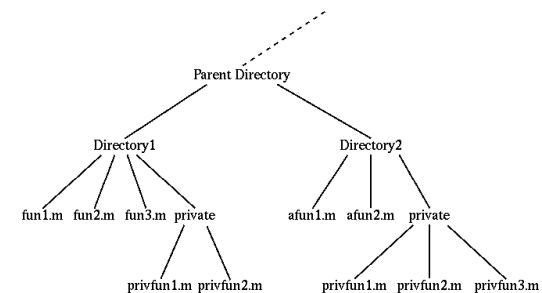 Parent Directory
Directory1 Directory2
fun1.m fun2.m fun3.m private afun1.m afun2.m private
privfun1.m privfun2.m privfun1.m privfun2.m privfun3.m